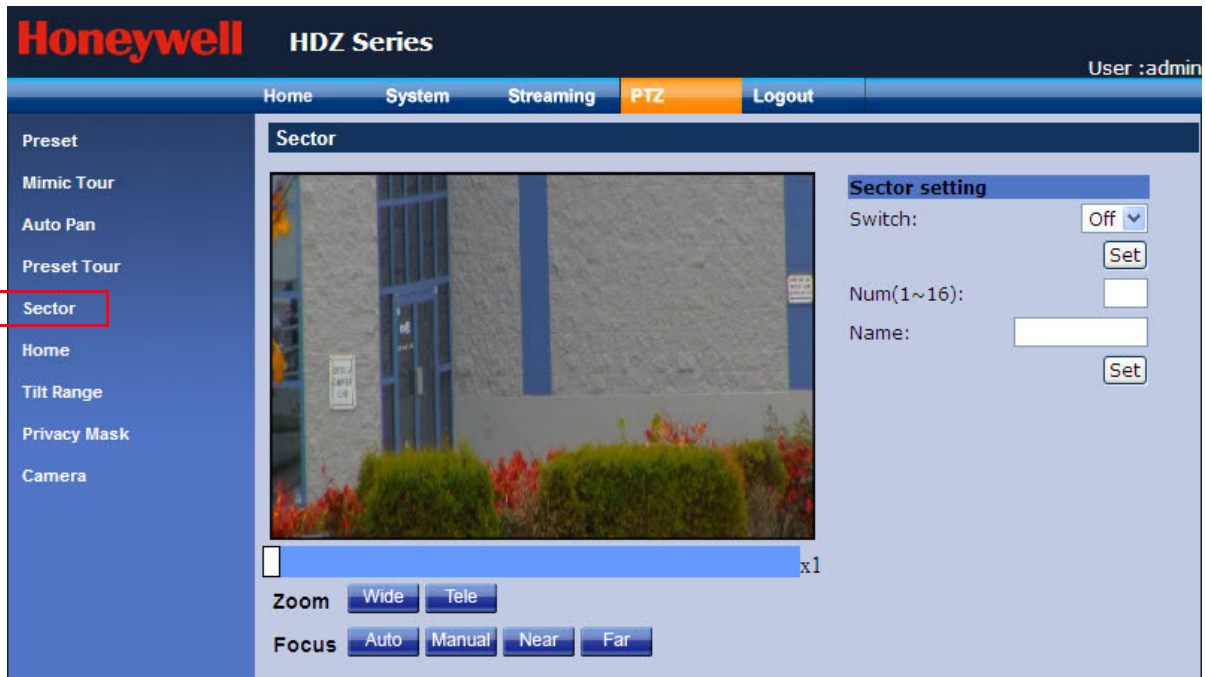 Honeywell HDZ Series
User :admin
Home System Streaming PTZ Logout
Preset
Mimic Tour
Auto Pan
Preset Tour
Sector
Home
Tilt Range
Privacy Mask
Camera
Sector
Sector setting
Switch: Off
Set
Num(1~16):
Name:
Set
x1
Zoom Wide Tele
Focus Auto Manual Near Far